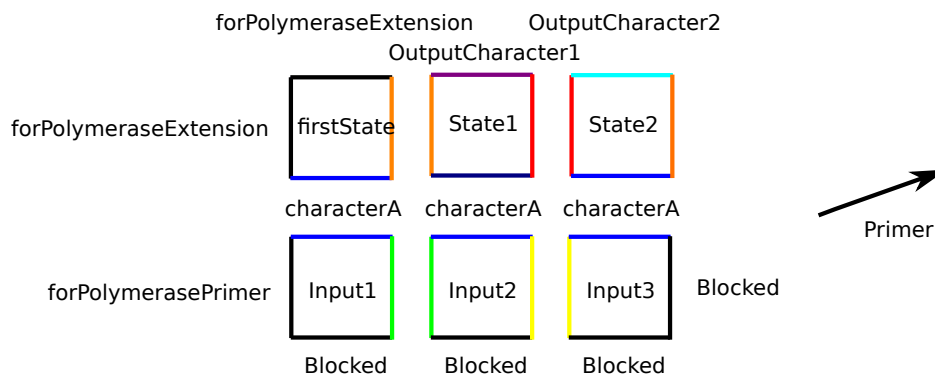 forPolymeraseExtension OutputCharacter2
OutputCharacter1
forPolymeraseExtension firstState State1 State2
characterA characterA characterA
Primer
forPolymerasePrimer Input1 Input2 Input3 Blocked
Blocked Blocked Blocked